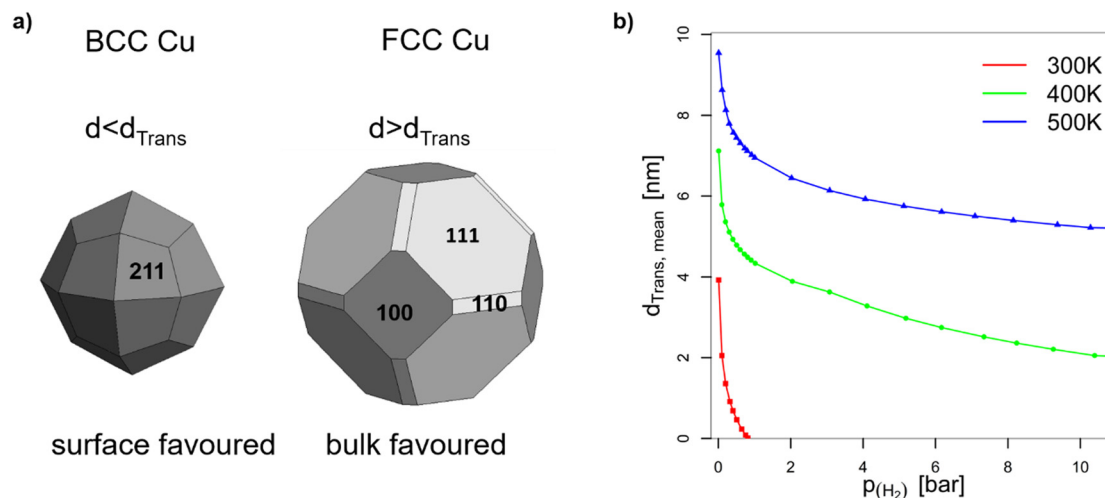 a)
BCC Cu
FCC Cu
d<dTrans
d>dTrans
211
111
100
110
surface favoured
bulk favoured
b)
dTrans, mean [nm]
10
8
6
4
2
0
300K
400K
500K
0
2
4
6
8
10
p(H2) [bar]